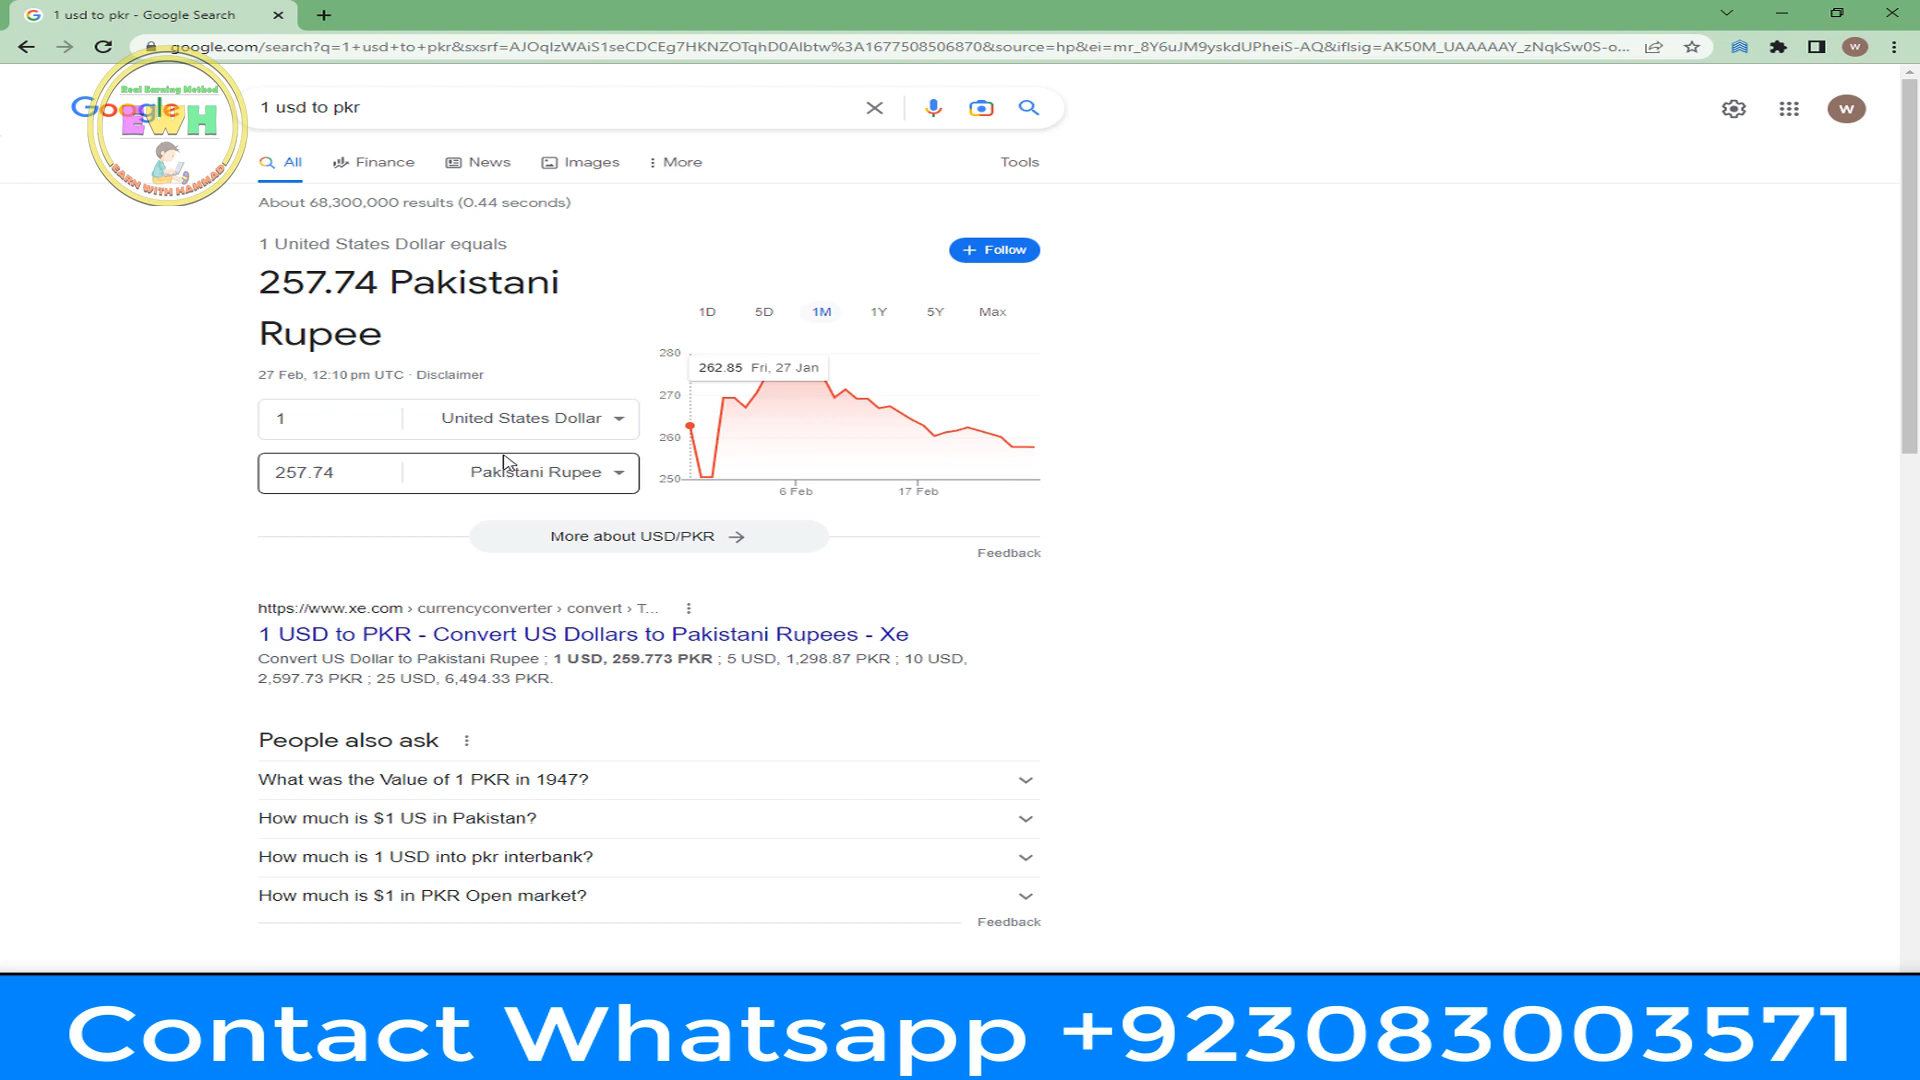 1 usd to pkr - Google Search
google.com/search?q=1+usd+to+pkr&sxsrf=AJOqlzWAiS1seCDCEg7HKNZOTqhD0Albtw%3A1677508506870&source=hp&ei=mr_8Y6uJM9yskdUPheiS-AQ&iflsig=AK50M_UAAAAAY_zNqkSw0S-o...
W
Google
Real Earning Method
EWH
EARN WITH HAMMAD
1 usd to pkr
W
All
Finance
News
Images
More
Tools
About 68,300,000 results (0.44 seconds)
1 United States Dollar equals
257.74 Pakistani
Rupee
27 Feb, 12:10 pm UTC · Disclaimer
1 United States Dollar
257.74 Pakistani Rupee
+ Follow
1D 5D 1M 1Y 5Y Max
280
262.85 Fri, 27 Jan
270
260
250
6 Feb 17 Feb
More about USD/PKR
Feedback
https://www.xe.com › currencyconverter › convert › T...
1 USD to PKR - Convert US Dollars to Pakistani Rupees - Xe
Convert US Dollar to Pakistani Rupee ; 1 USD, 259.773 PKR ; 5 USD, 1,298.87 PKR ; 10 USD,
2,597.73 PKR ; 25 USD, 6,494.33 PKR.
People also ask
What was the Value of 1 PKR in 1947?
How much is $1 US in Pakistan?
How much is 1 USD into pkr interbank?
How much is $1 in PKR Open market?
Feedback
Contact Whatsapp +923083003571